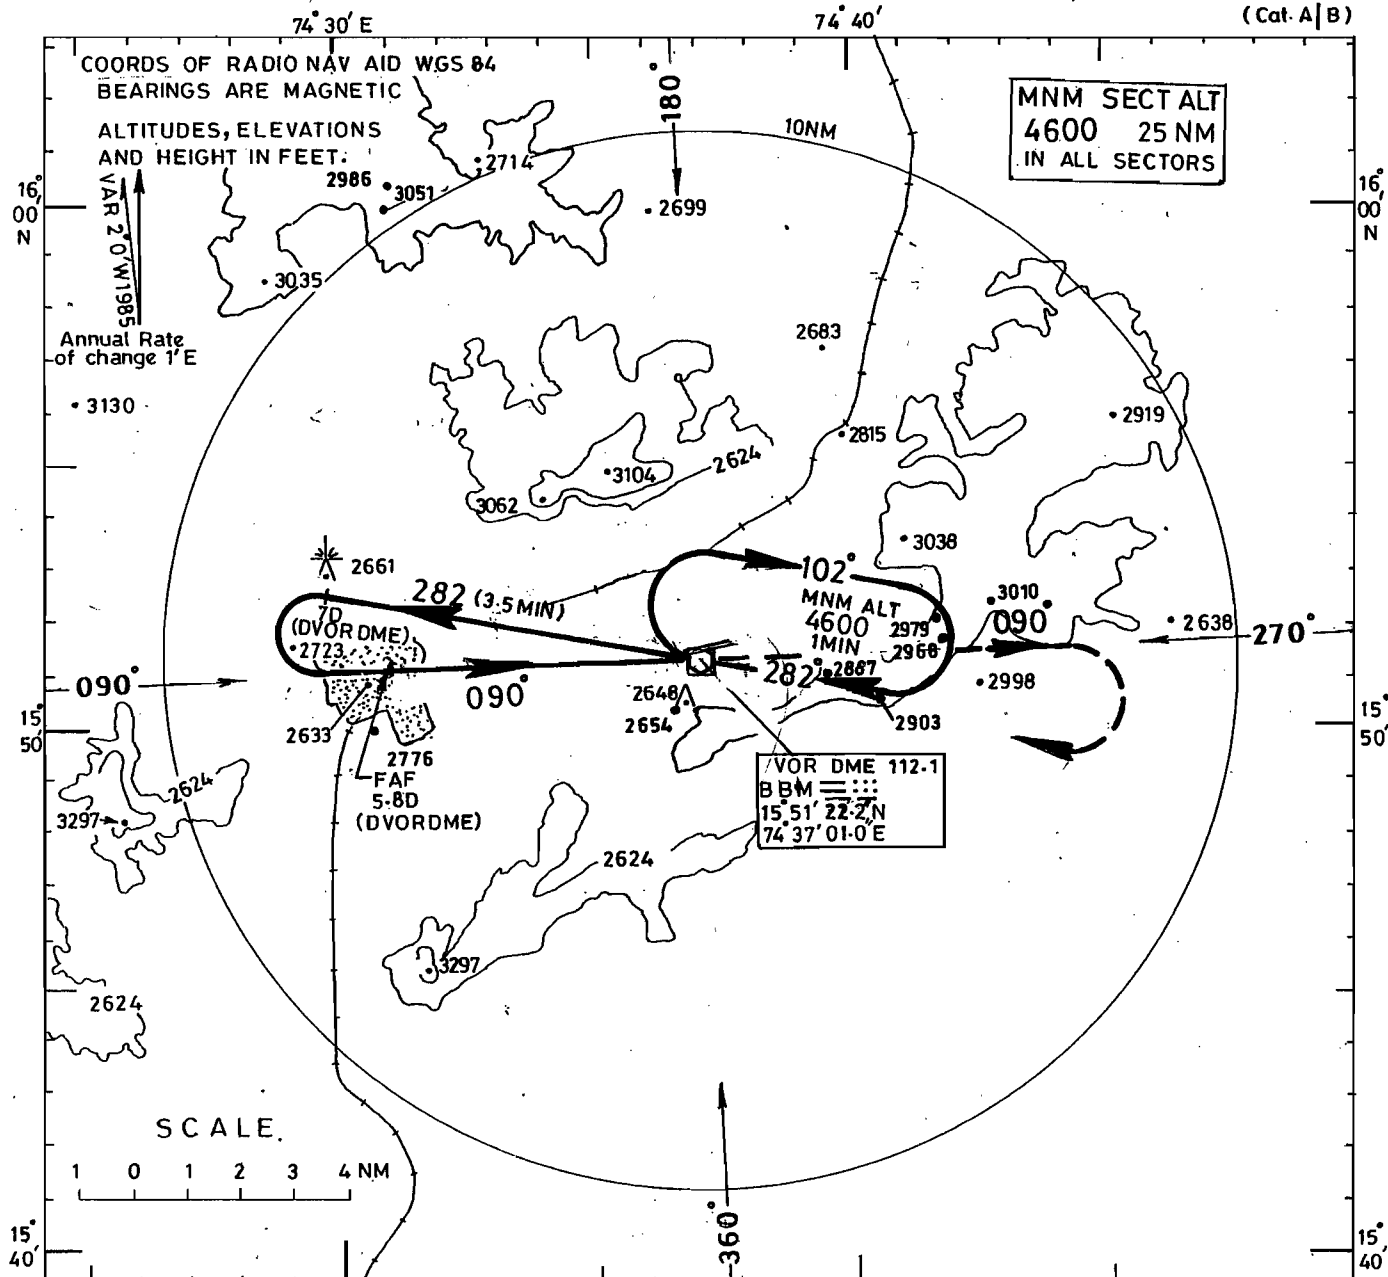 74° 30' E
74° 40'
(Cat. A|B)
COORDS OF RADIO NAV AID WGS 84
BEARINGS ARE MAGNETIC
ALTITUDES, ELEVATIONS
AND HEIGHT IN FEET.
MNM SECT ALT
4600 25 NM
IN ALL SECTORS
180°
10NM
2714
2986
3051
2699
16°
00'
N
16°
00'
N
VAR 2°0'W1985
3035
Annual Rate
of change 1'E
2683
3130
2919
2815
2624
3104
3062
3038
2661
102°
282 (3.5 MIN)
MNM ALT
4600
1MIN
3010
090°
7D
(DVOR DME)
2979
2968
2638
270°
2723
090°
090°
282°
2887
2998
2648
2654
2903
15°
50'
15°
50'
2633
2776
FAF
5.8D
(DVORDME)
VOR DME 112.1
BBM
15°51' 22.2"N
74°37' 01.0"E
2624
3297
2624
3297
2624
SCALE
1 0 1 2 3 4 NM
360°
15°
40'
15°
40'